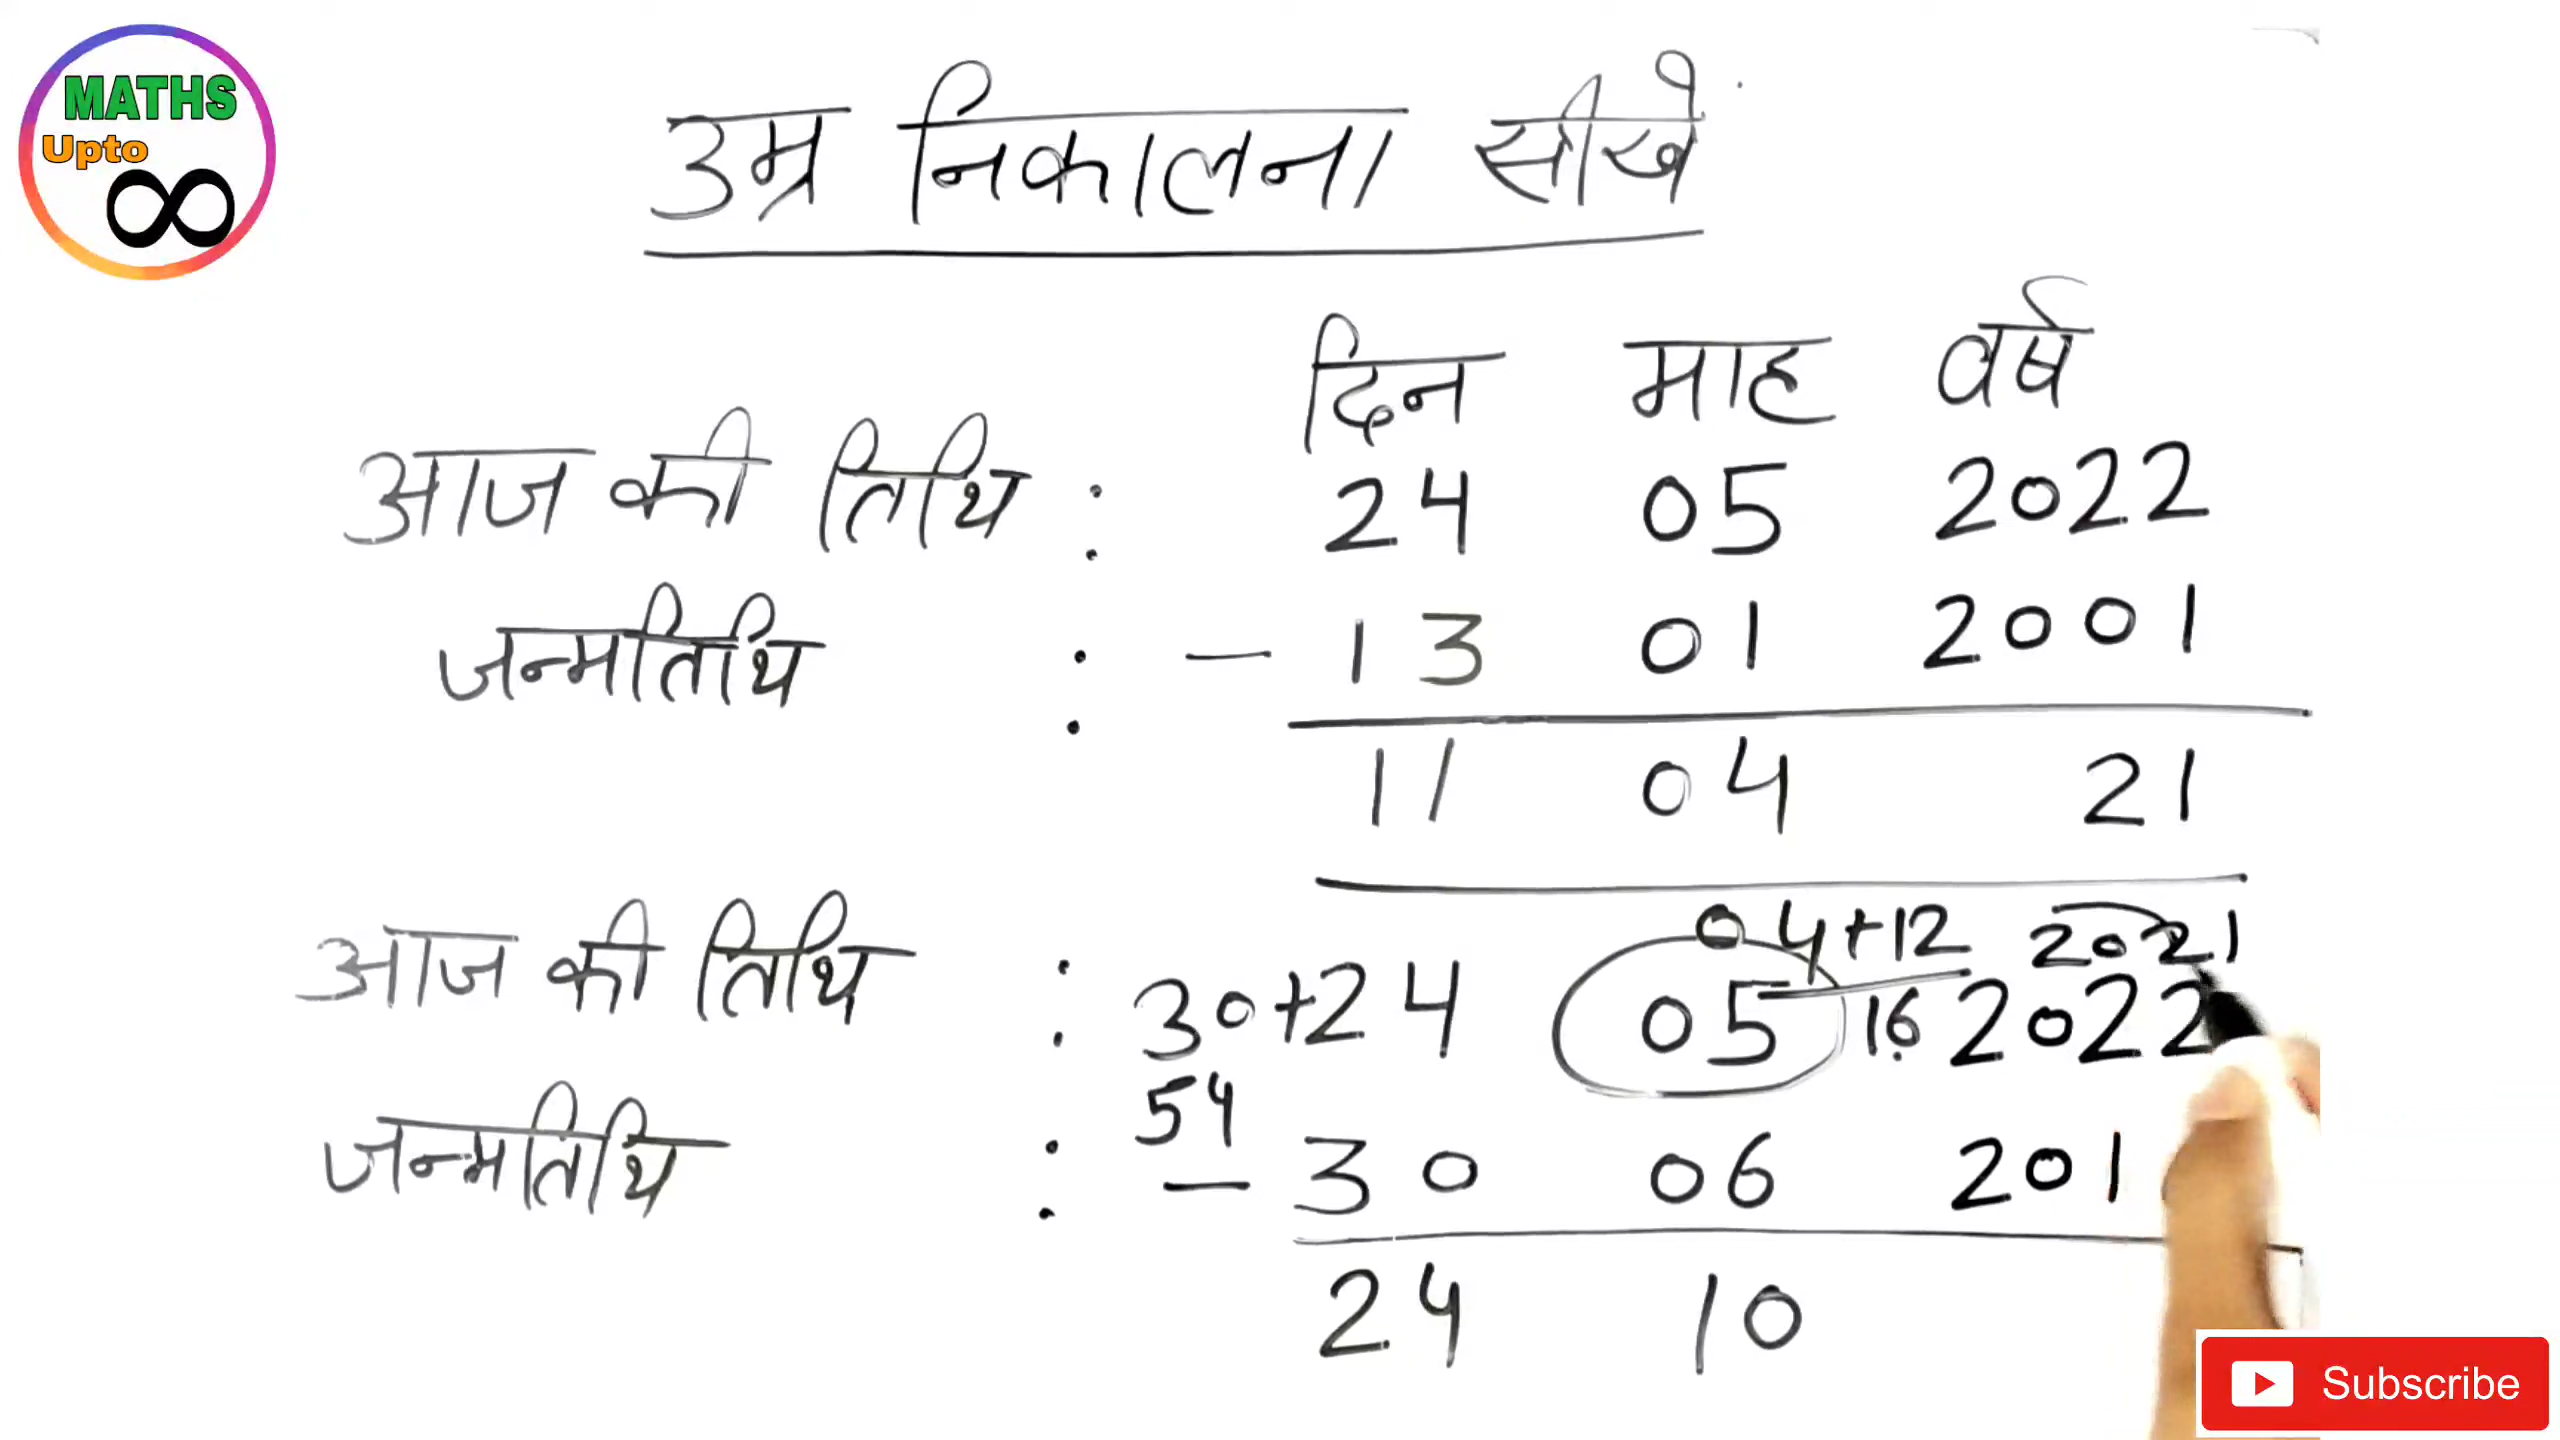 MATHS
Upto
∞
उम्र निकालना सीखें
दिन माह वर्ष
आज की तिथि : 24 05 2022
जन्मतिथि : - 13 01 2001
11 04 21
04+12 2021
आज की तिथि : 30+24 05 16 2022
54
जन्मतिथि : - 30 06 201
24 10
Subscribe